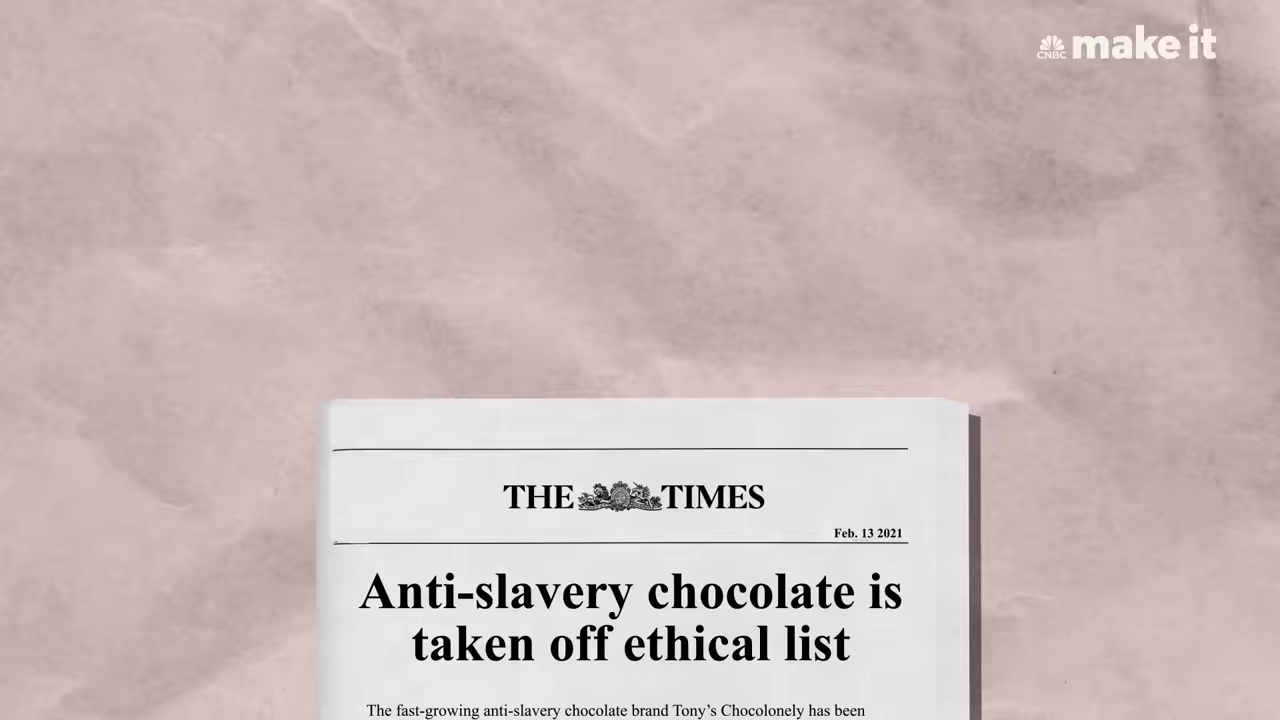 CNBC make it
THE TIMES
Feb. 13 2021
Anti-slavery chocolate is
taken off ethical list
The fast-growing anti-slavery chocolate brand Tony's Chocolonely has been